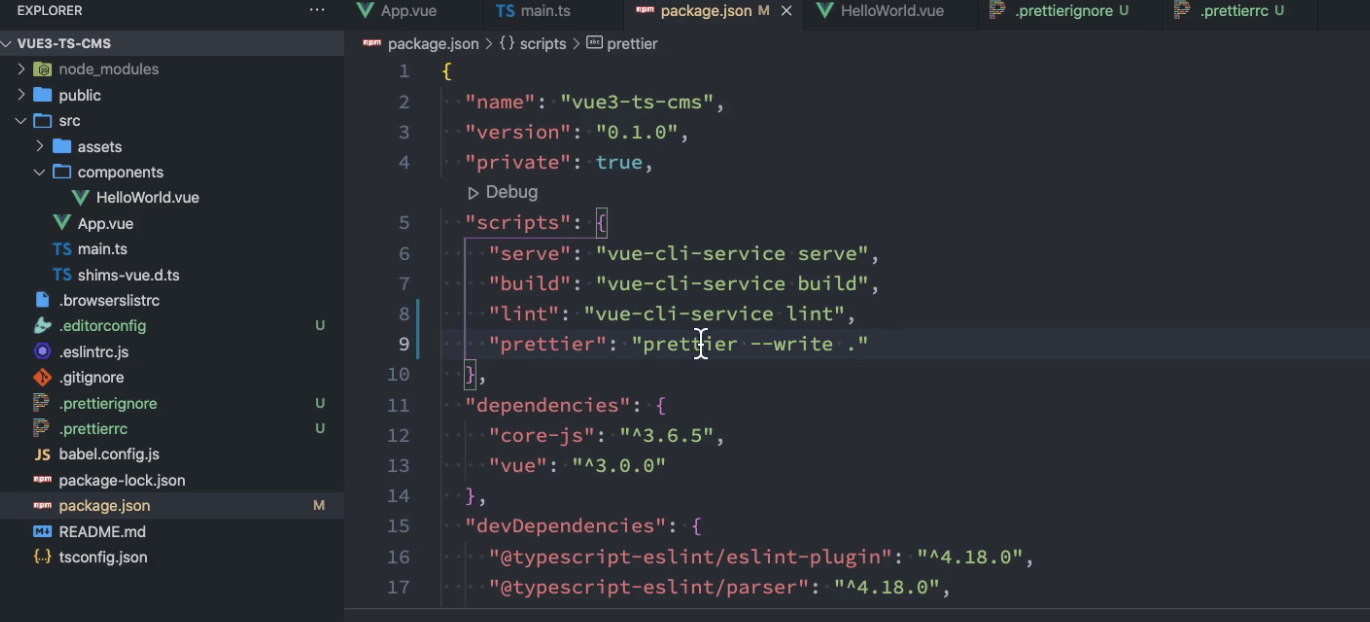 EXPLORER ···
VUE3-TS-CMS
node_modules
public
src
assets
components
HelloWorld.vue
App.vue
TS main.ts
TS shims-vue.d.ts
.browserslistrc
.editorconfig U
.eslintrc.js
.gitignore
.prettierignore U
.prettierrc U
JS babel.config.js
npm package-lock.json
npm package.json M
M↓ README.md
{..} tsconfig.json
App.vue TS main.ts npm package.json M × HelloWorld.vue .prettierignore U .prettierrc U
npm package.json > {} scripts > abc prettier
1 {
2 "name": "vue3-ts-cms",
3 "version": "0.1.0",
4 "private": true,
Debug
5 "scripts": {
6 "serve": "vue-cli-service serve",
7 "build": "vue-cli-service build",
8 "lint": "vue-cli-service lint",
9 "prettier": "prettier --write ."
10 },
11 "dependencies": {
12 "core-js": "^3.6.5",
13 "vue": "^3.0.0"
14 },
15 "devDependencies": {
16 "@typescript-eslint/eslint-plugin": "^4.18.0",
17 "@typescript-eslint/parser": "^4.18.0",